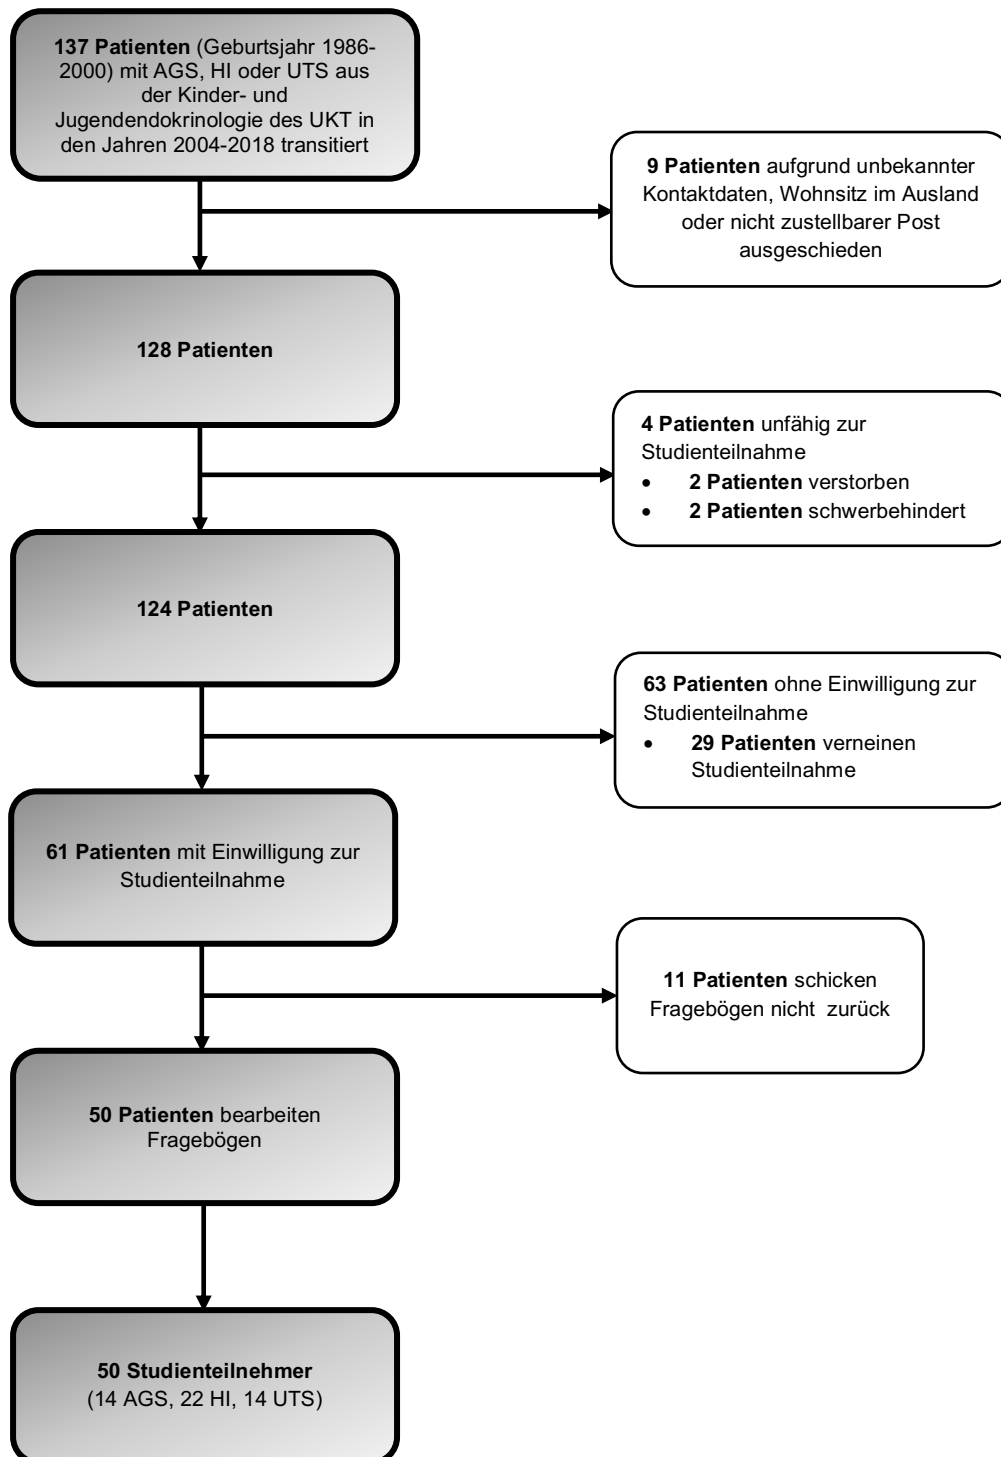 137 Patienten (Geburtsjahr 1986-
2000) mit AGS, HI oder UTS aus
der Kinder- und
Jugendendokrinologie des UKT in
den Jahren 2004-2018 transitiert
9 Patienten aufgrund unbekannter
Kontaktdaten, Wohnsitz im Ausland
oder nicht zustellbarer Post
ausgeschieden
128 Patienten
4 Patienten unfähig zur
Studienteilnahme
• 2 Patienten verstorben
• 2 Patienten schwerbehindert
124 Patienten
63 Patienten ohne Einwilligung zur
Studienteilnahme
• 29 Patienten verneinen
Studienteilnahme
61 Patienten mit Einwilligung zur
Studienteilnahme
11 Patienten schicken
Fragebögen nicht zurück
50 Patienten bearbeiten
Fragebögen
50 Studienteilnehmer
(14 AGS, 22 HI, 14 UTS)